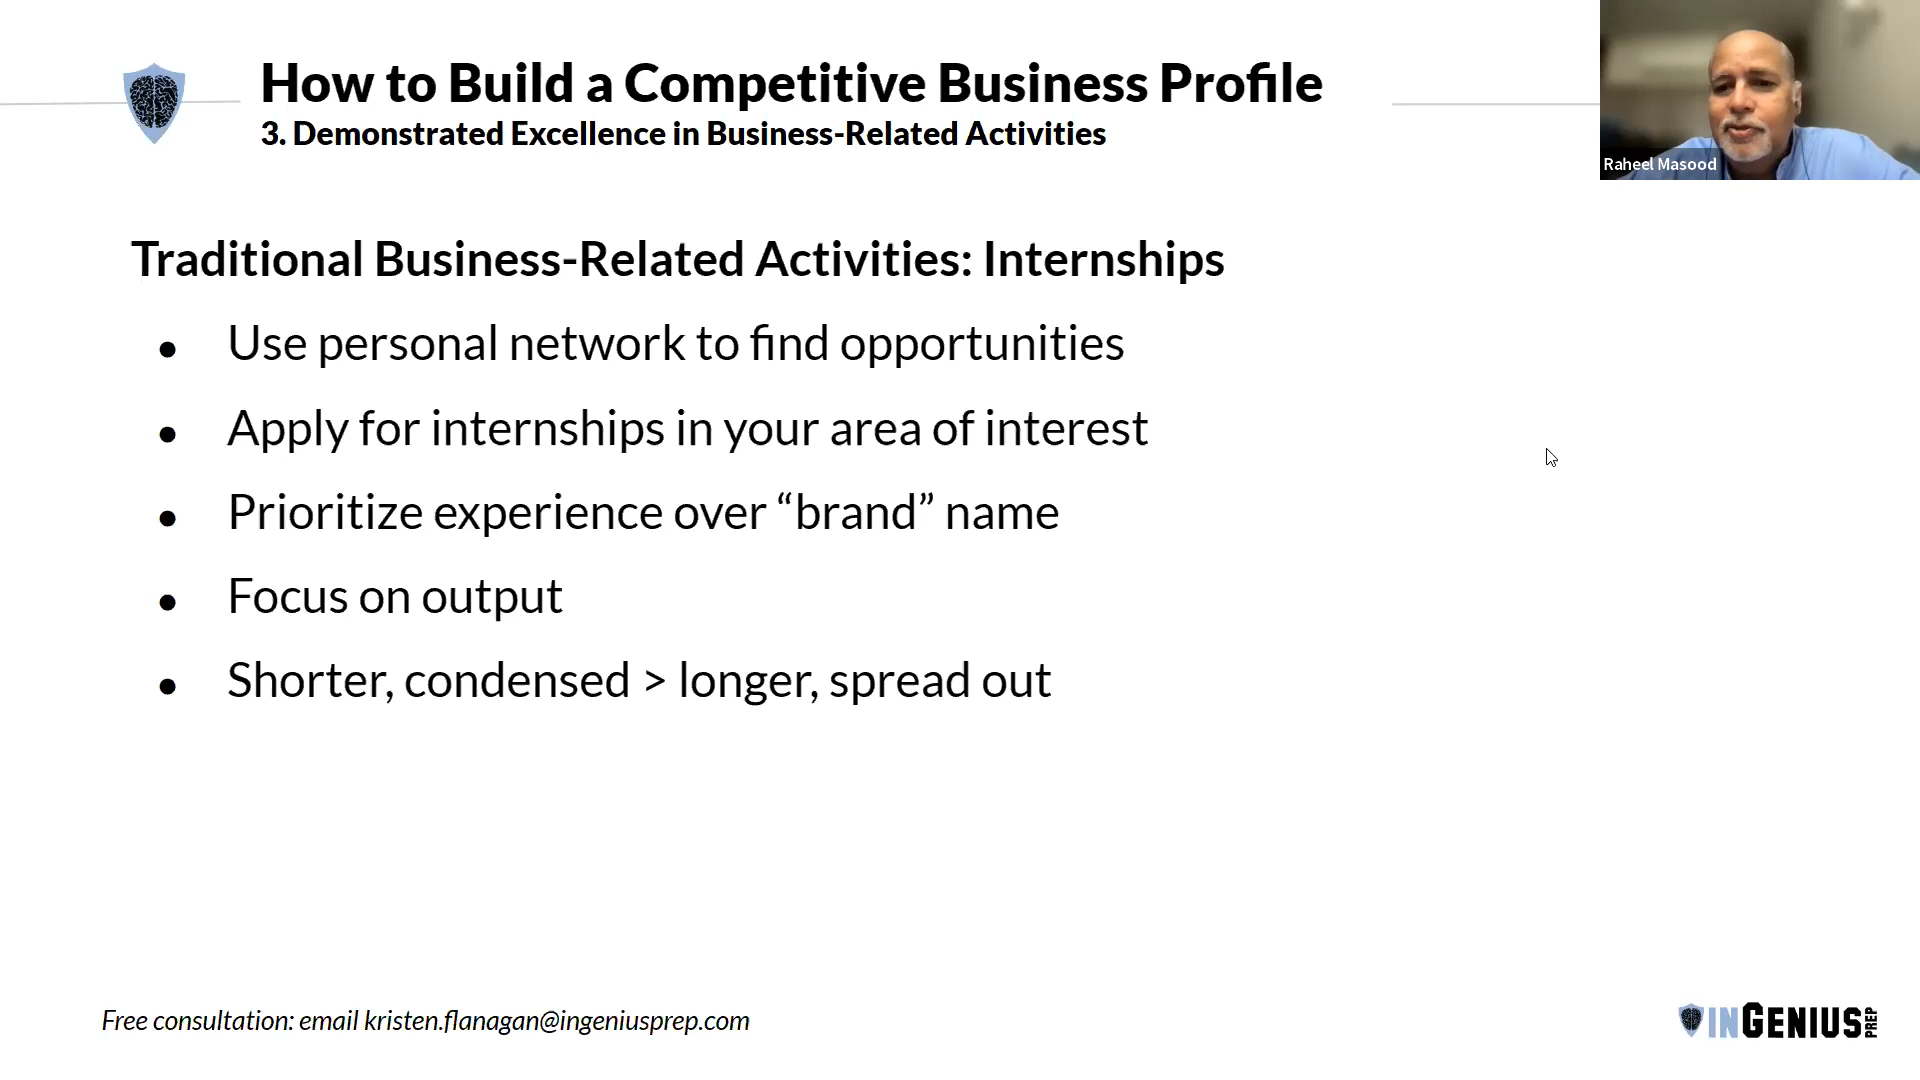 How to Build a Competitive Business Profile
3. Demonstrated Excellence in Business-Related Activities
Raheel Masood
Traditional Business-Related Activities: Internships
● Use personal network to find opportunities
● Apply for internships in your area of interest
● Prioritize experience over “brand” name
● Focus on output
● Shorter, condensed > longer, spread out
Free consultation: email kristen.flanagan@ingeniusprep.com
INGENIUS PREP